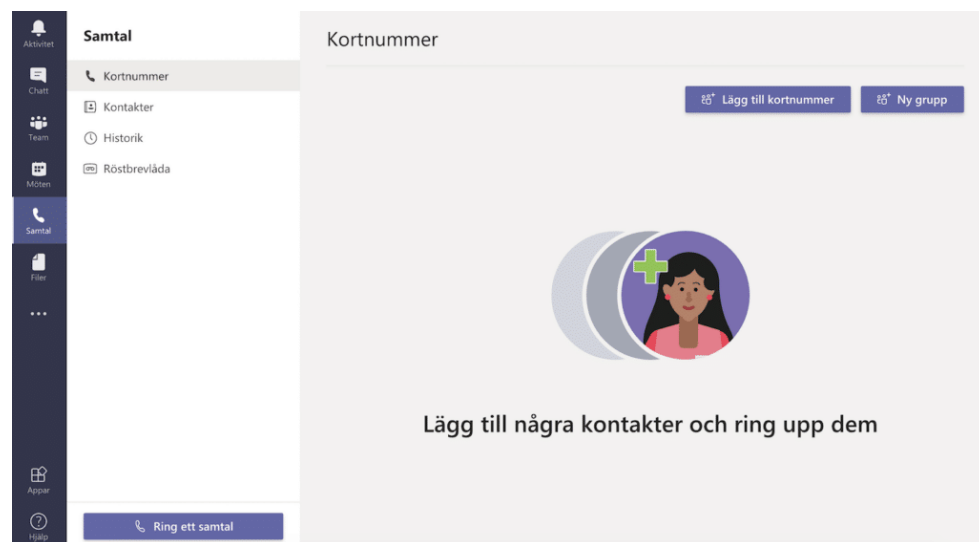 Aktivitet
Chatt
Team
Möten
Samtal
Filer
Appar
Hjälp
Samtal
Kortnummer
Kontakter
Historik
Röstbrevlåda
Ring ett samtal
Kortnummer
Lägg till kortnummer
Ny grupp
Lägg till några kontakter och ring upp dem